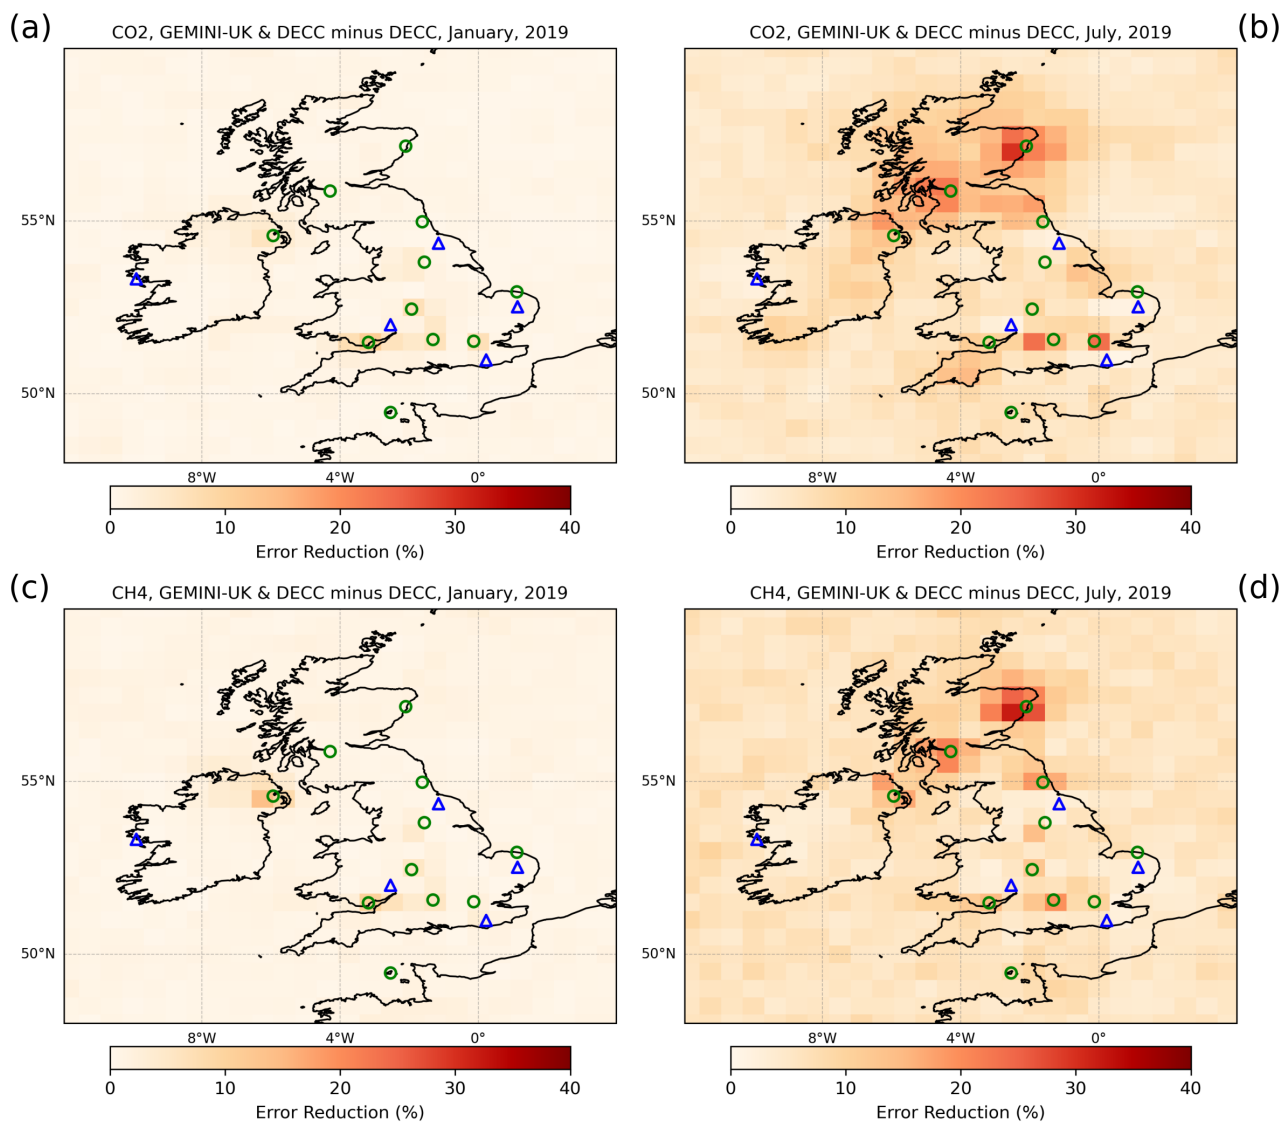 (a)
CO2, GEMINI-UK & DECC minus DECC, January, 2019
CO2, GEMINI-UK & DECC minus DECC, July, 2019
(b)
55°N
50°N
8°W 4°W 0°
0 10 20 30 40
Error Reduction (%)
55°N
50°N
8°W 4°W 0°
0 10 20 30 40
Error Reduction (%)
(c)
CH4, GEMINI-UK & DECC minus DECC, January, 2019
CH4, GEMINI-UK & DECC minus DECC, July, 2019
(d)
55°N
50°N
8°W 4°W 0°
0 10 20 30 40
Error Reduction (%)
55°N
50°N
8°W 4°W 0°
0 10 20 30 40
Error Reduction (%)